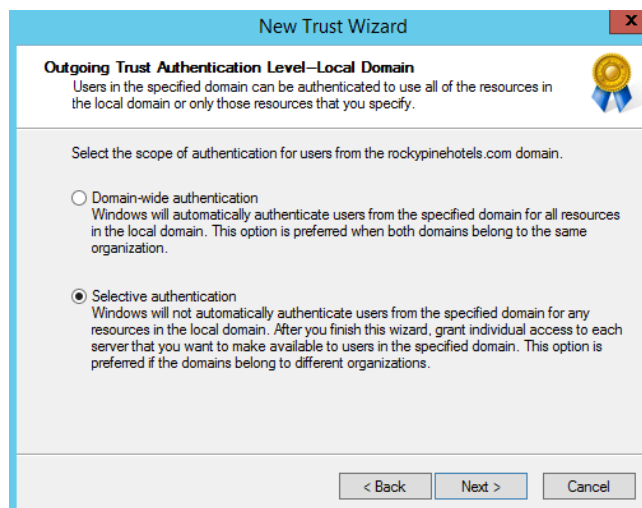 New Trust Wizard
x
Outgoing Trust Authentication Level—Local Domain
Users in the specified domain can be authenticated to use all of the resources in
the local domain or only those resources that you specify.
Select the scope of authentication for users from the rockypinehotels.com domain.
Domain-wide authentication
Windows will automatically authenticate users from the specified domain for all resources
in the local domain. This option is preferred when both domains belong to the same
organization.
Selective authentication
Windows will not automatically authenticate users from the specified domain for any
resources in the local domain. After you finish this wizard, grant individual access to each
server that you want to make available to users in the specified domain. This option is
preferred if the domains belong to different organizations.
< Back Next > Cancel